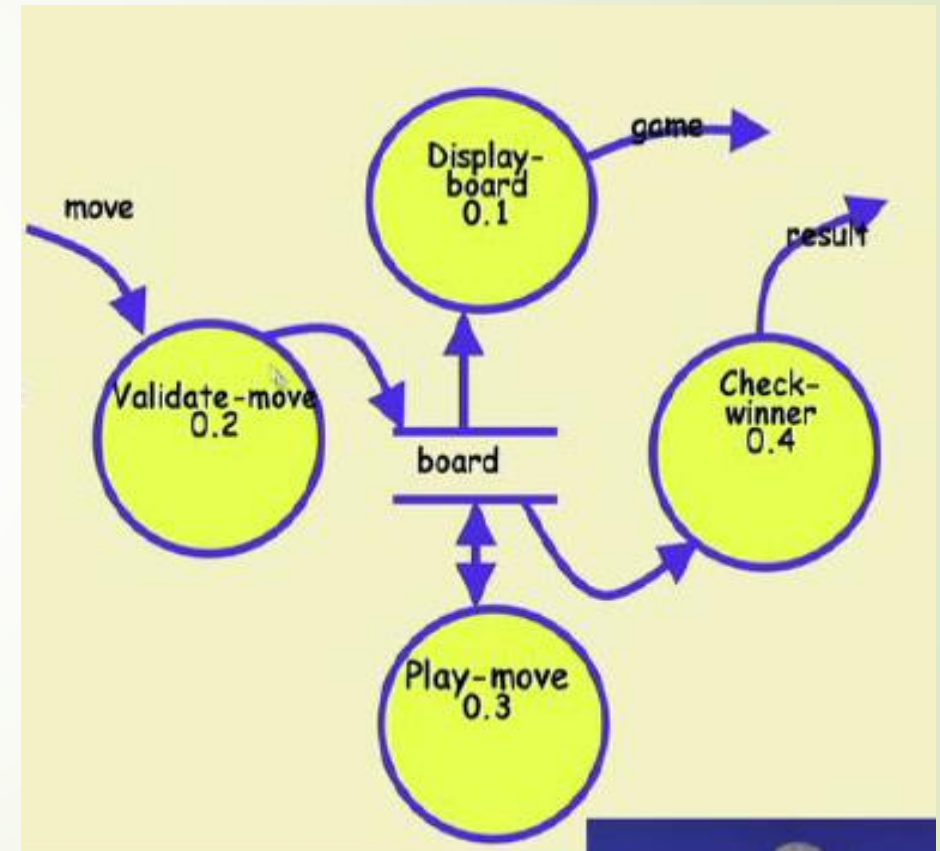 game
Display-
board
0.1
move
result
Validate-move
0.2
Check-
winner
0.4
board
Play-move
0.3